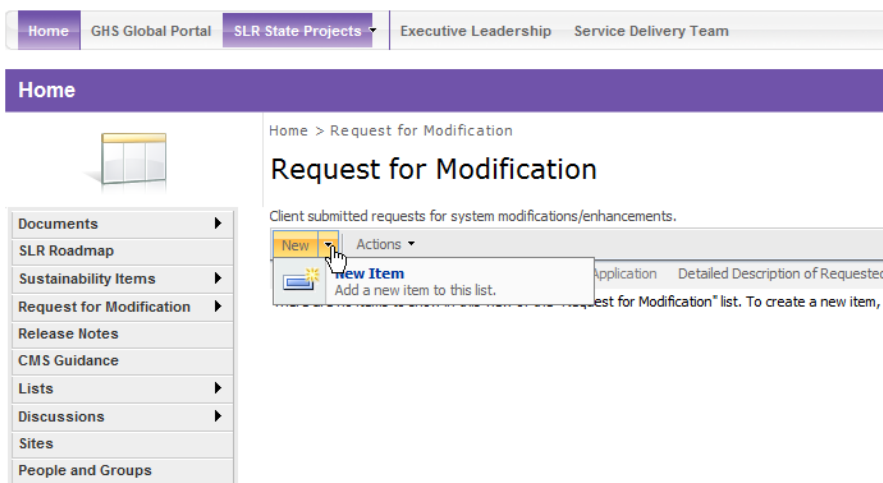 Home GHS Global Portal SLR State Projects Executive Leadership Service Delivery Team
Home
Home > Request for Modification
Request for Modification
Client submitted requests for system modifications/enhancements.
New Actions
New Item
Add a new item to this list.
Application Detailed Description of Requested
"Request for Modification" list. To create a new item,
Documents
SLR Roadmap
Sustainability Items
Request for Modification
Release Notes
CMS Guidance
Lists
Discussions
Sites
People and Groups